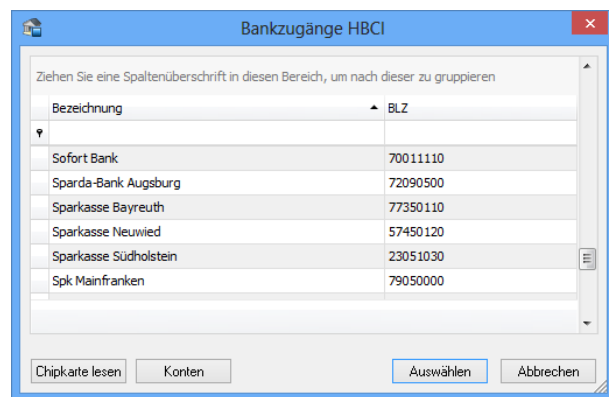 Bankzugänge HBCI
Ziehen Sie eine Spaltenüberschrift in diesen Bereich, um nach dieser zu gruppieren
Bezeichnung BLZ
Sofort Bank 70011110
Sparda-Bank Augsburg 72090500
Sparkasse Bayreuth 77350110
Sparkasse Neuwied 57450120
Sparkasse Südholstein 23051030
Spk Mainfranken 79050000
Chipkarte lesen Konten Auswählen Abbrechen